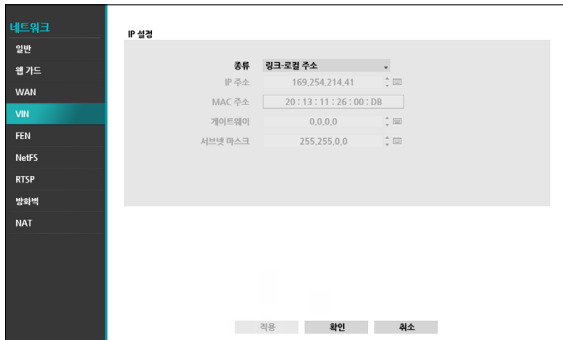 네트워크
일반
웹 가드
WAN
VIN
FEN
NetFS
RTSP
방화벽
NAT
IP 설정
종류 링크-로컬 주소
IP 주소 169,254,214,41
MAC 주소 20 : 13 : 11 : 26 : 00 : DB
게이트웨이 0,0,0,0
서브넷 마스크 255,255,0,0
적용 확인 취소